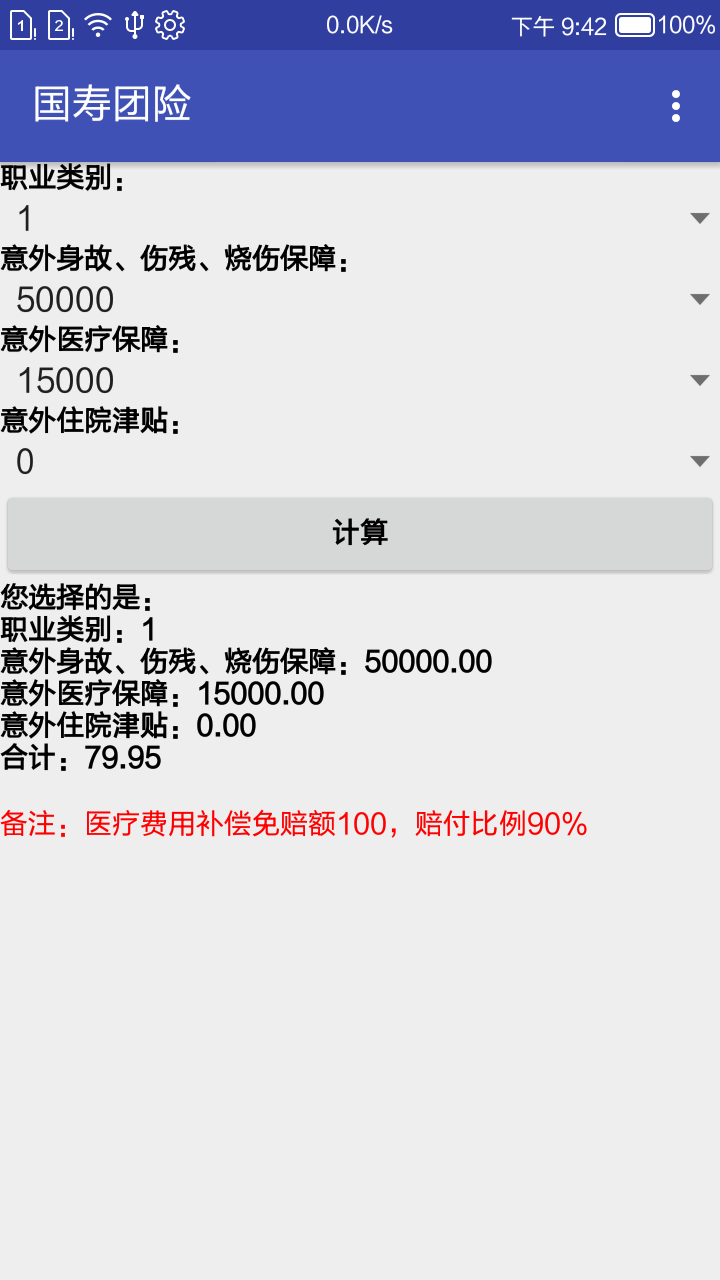 1 2 0.0K/s 下午 9:42 100%
国寿团险
职业类别：
1
意外身故、伤残、烧伤保障：
50000
意外医疗保障：
15000
意外住院津贴：
0
计算
您选择的是：
职业类别：1
意外身故、伤残、烧伤保障：50000.00
意外医疗保障：15000.00
意外住院津贴：0.00
合计：79.95
备注：医疗费用补偿免赔额100，赔付比例90%